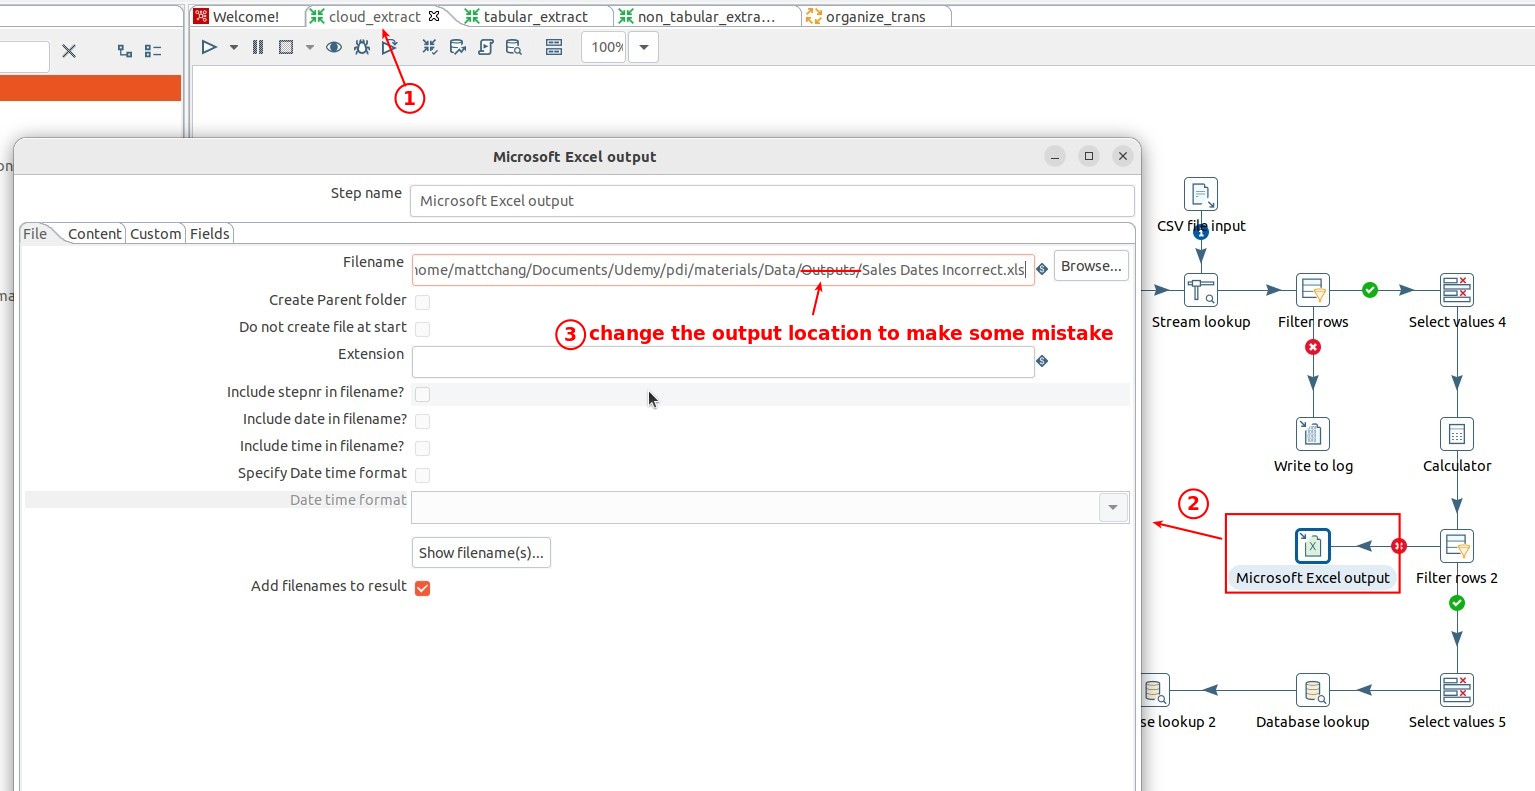 Welcome!
cloud_extract
tabular_extract
non_tabular_extra...
organize_trans
100%
1
Microsoft Excel output
Step name
Microsoft Excel output
File
Content
Custom
Fields
Filename
home/mattchang/Documents/Udemy/pdi/materials/Data/Outputs/Sales Dates Incorrect.xls
Browse...
Create Parent folder
Do not create file at start
3 change the output location to make some mistake
Extension
Include stepnr in filename?
Include date in filename?
Include time in filename?
Specify Date time format
Date time format
Show filename(s)...
Add filenames to result
CSV file input
Stream lookup
Filter rows
Select values 4
Write to log
Calculator
2
Microsoft Excel output
Filter rows 2
se lookup 2
Database lookup
Select values 5